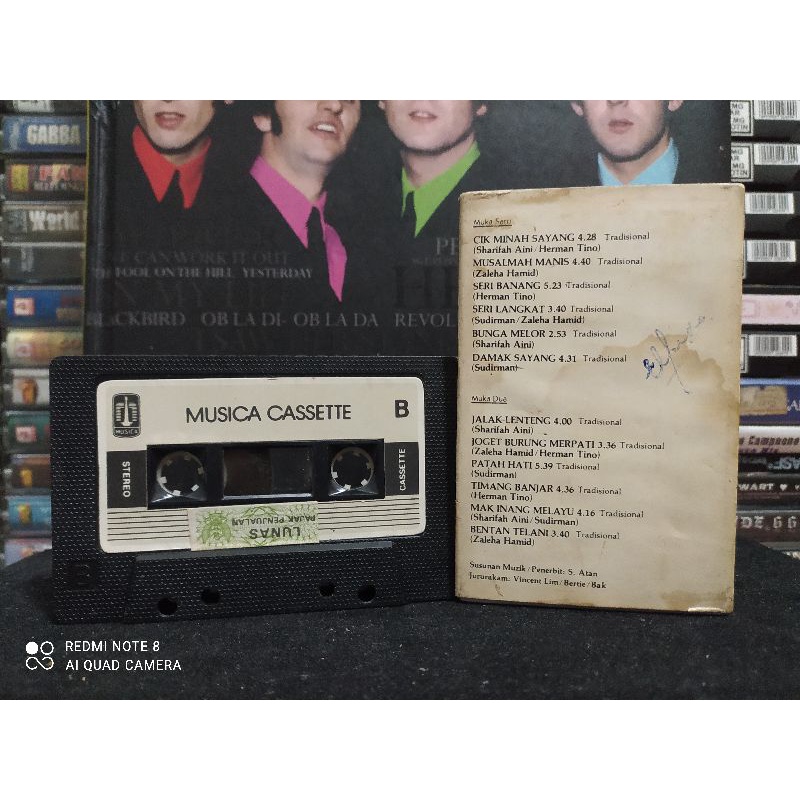 GABBA
World
CAN WORK IT OUT
THE FOOL ON THE HILL YESTERDAY
BLACKBIRD OB LA DI- OB LA DA REVOL
Muka Satu
CIK MINAH SAYANG 4.28 Tradisional
(Sharifah Aini/Herman Tino)
MUSALMAH MANIS 4.40 Tradisional
(Zaleha Hamid)
SERI BANANG 5.23 Tradisional
(Herman Tino)
SERI LANGKAT 3.40 Tradisional
(Sudirman/Zaleha Hamid)
BUNGA MELOR 2.53 Tradisional
(Sharifah Aini)
DAMAK SAYANG 4.31 Tradisional
(Sudirman)
Muka Dua
JALAK LENTENG 4.00 Tradisional
(Sharifah Aini)
JOGET BURUNG MERPATI 3.36 Tradisional
(Zaleha Hamid/Herman Tino)
PATAH HATI 5.39 Tradisional
(Sudirman)
TIMANG BANJAR 4.36 Tradisional
(Herman Tino)
MAK INANG MELAYU 4.16 Tradisional
(Sharifah Aini/Sudirman)
BENTAN TELANI 3.40 Tradisional
(Zaleha Hamid)
Susunan Muzik/Penerbit: S. Atan
Jururakam: Vincent Lim/Bertie/Bak
MUSICA
MUSICA CASSETTE B
STEREO
CASSETTE
LUNAS
PAJAK PENJUALAN
REDMI NOTE 8
AI QUAD CAMERA